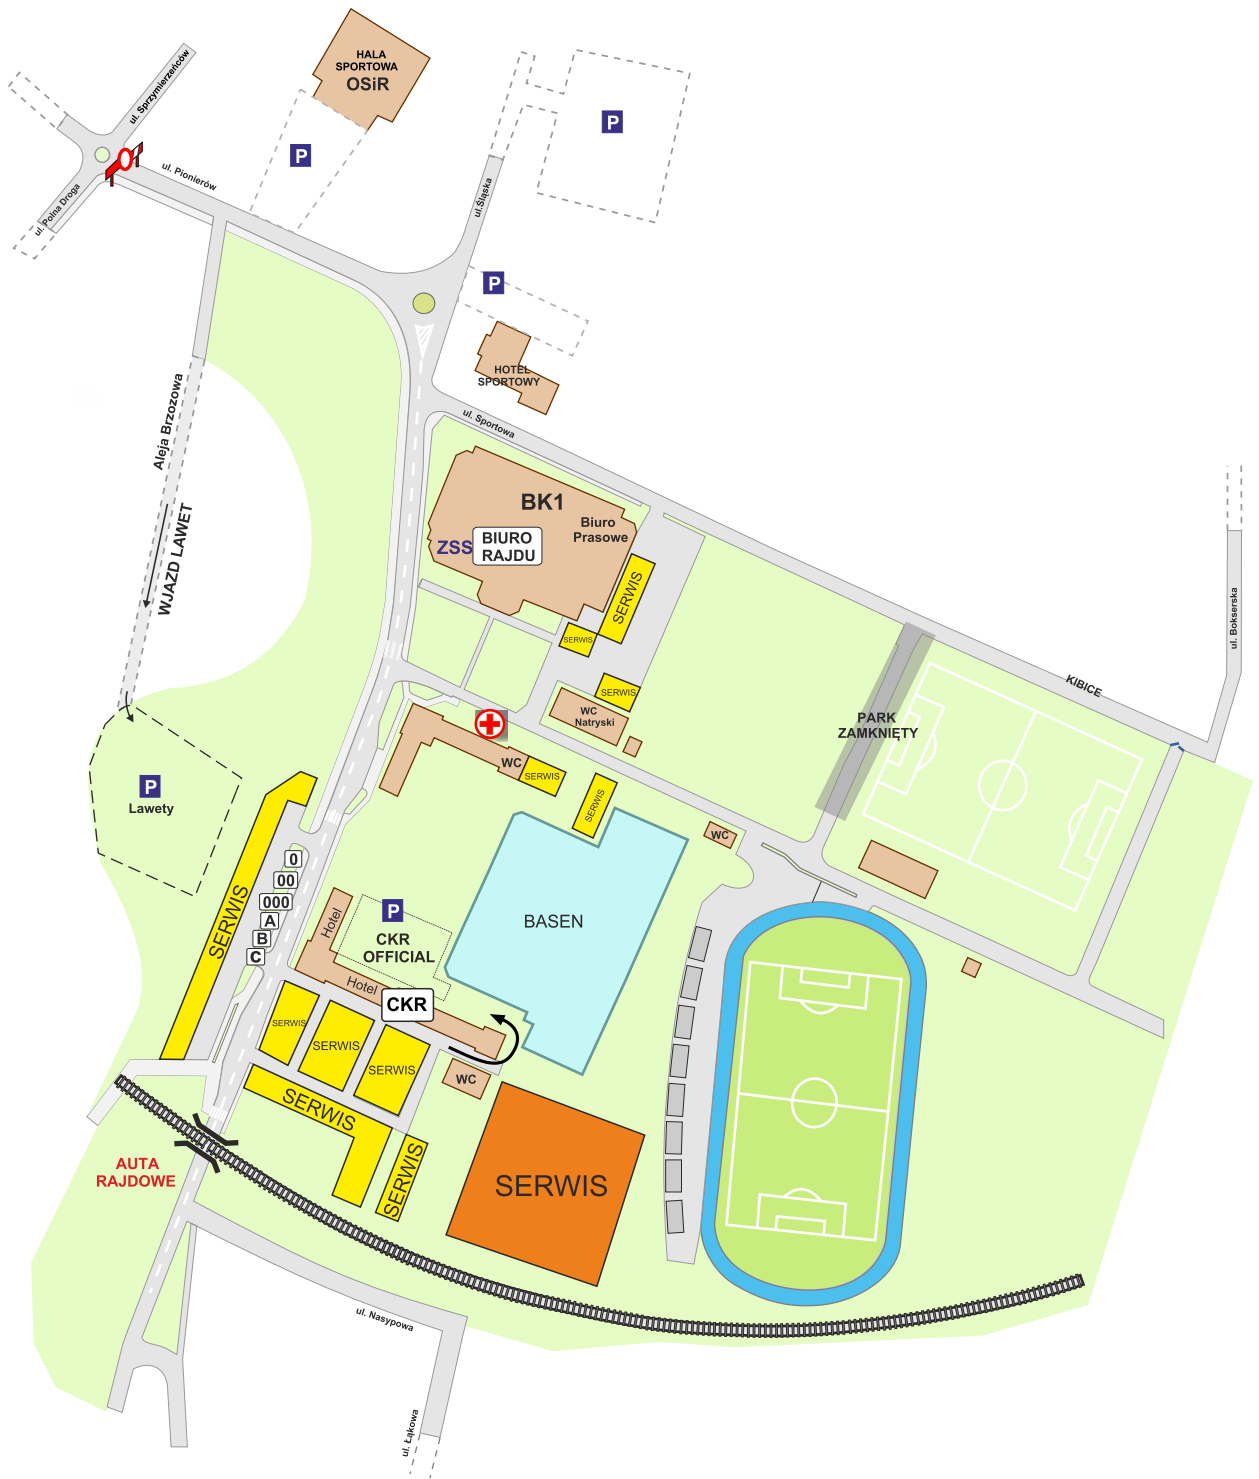 HALA
SPORTOWA
OSiR
ul. Sprzymierzeńców
P
P
ul. Pionierów
ul. Polna Droga
ul.Śląska
P
HOTEL
SPORTOWY
ul. Sportowa
Aleja Brzozowa
WJAZD LAWET
BK1
Biuro
Prasowe
ZSS
BIURO
RAJDU
SERWIS
SERWIS
SERWIS
WC
Natryski
ul. Bokserska
KIBICE
PARK
ZAMKNIĘTY
WC
SERWIS
SERWIS
P
Lawety
WC
SERWIS
0
00
000
A
B
C
Hotel
P
CKR
OFFICIAL
BASEN
Hotel
CKR
SERWIS
SERWIS
SERWIS
WC
SERWIS
SERWIS
SERWIS
AUTA
RAJDOWE
ul. Nasypowa
ul. Łąkowa